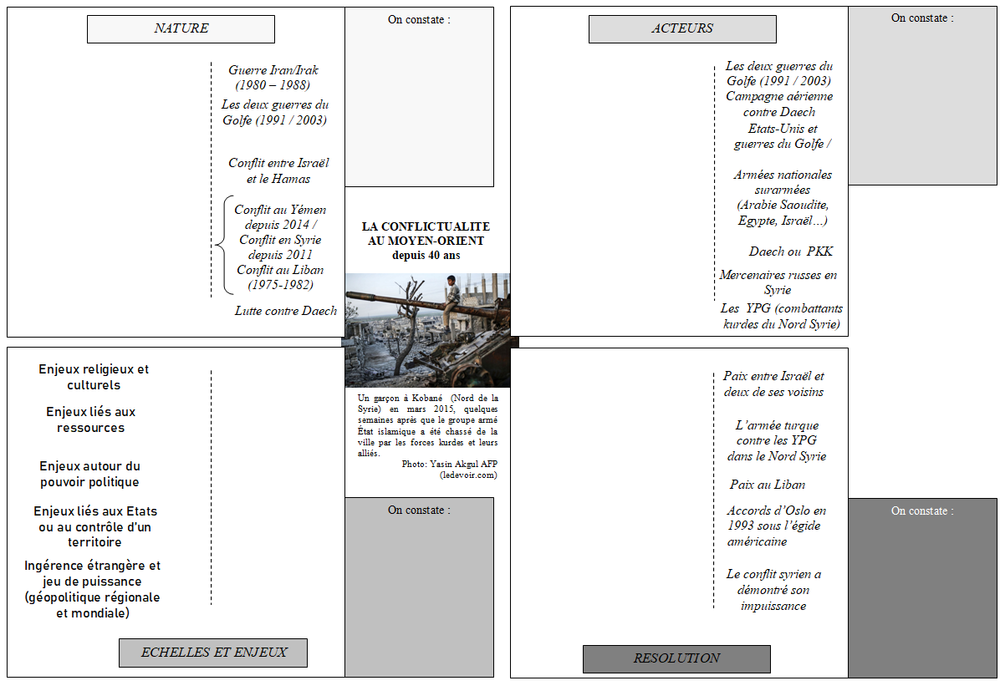 NATURE
Guerre Iran/Irak
(1980 – 1988)
Les deux guerres du
Golfe (1991 / 2003)
Conflit entre Israël
et le Hamas
Conflit au Yémen
depuis 2014 /
Conflit en Syrie
depuis 2011
Conflit au Liban
(1975-1982)
Lutte contre Daech
On constate :
ACTEURS
Les deux guerres du
Golfe (1991 / 2003)
Campagne aérienne
contre Daech
Etats-Unis et
guerres du Golfe /
Armées nationales
surarmées
(Arabie Saoudite,
Egypte, Israël…)
Daech ou PKK
Mercenaires russes en
Syrie
Les YPG (combattants
kurdes du Nord Syrie)
On constate :
LA CONFLICTUALITE
AU MOYEN-ORIENT
depuis 40 ans
Un garçon à Kobané (Nord de la
Syrie) en mars 2015, quelques
semaines après que le groupe armé
État islamique a été chassé de la
ville par les forces kurdes et leurs
alliés.
Photo: Yasin Akgul AFP
(ledevoir.com)
Enjeux religieux et
culturels
Enjeux liés aux
ressources
Enjeux autour du
pouvoir politique
Enjeux liés aux Etats
ou au contrôle d'un
territoire
Ingérence étrangère et
jeu de puissance
(géopolitique régionale
et mondiale)
ECHELLES ET ENJEUX
On constate :
Paix entre Israël et
deux de ses voisins
L'armée turque
contre les YPG
dans le Nord Syrie
Paix au Liban
Accords d'Oslo en
1993 sous l'égide
américaine
Le conflit syrien a
démontré son
impuissance
RESOLUTION
On constate :